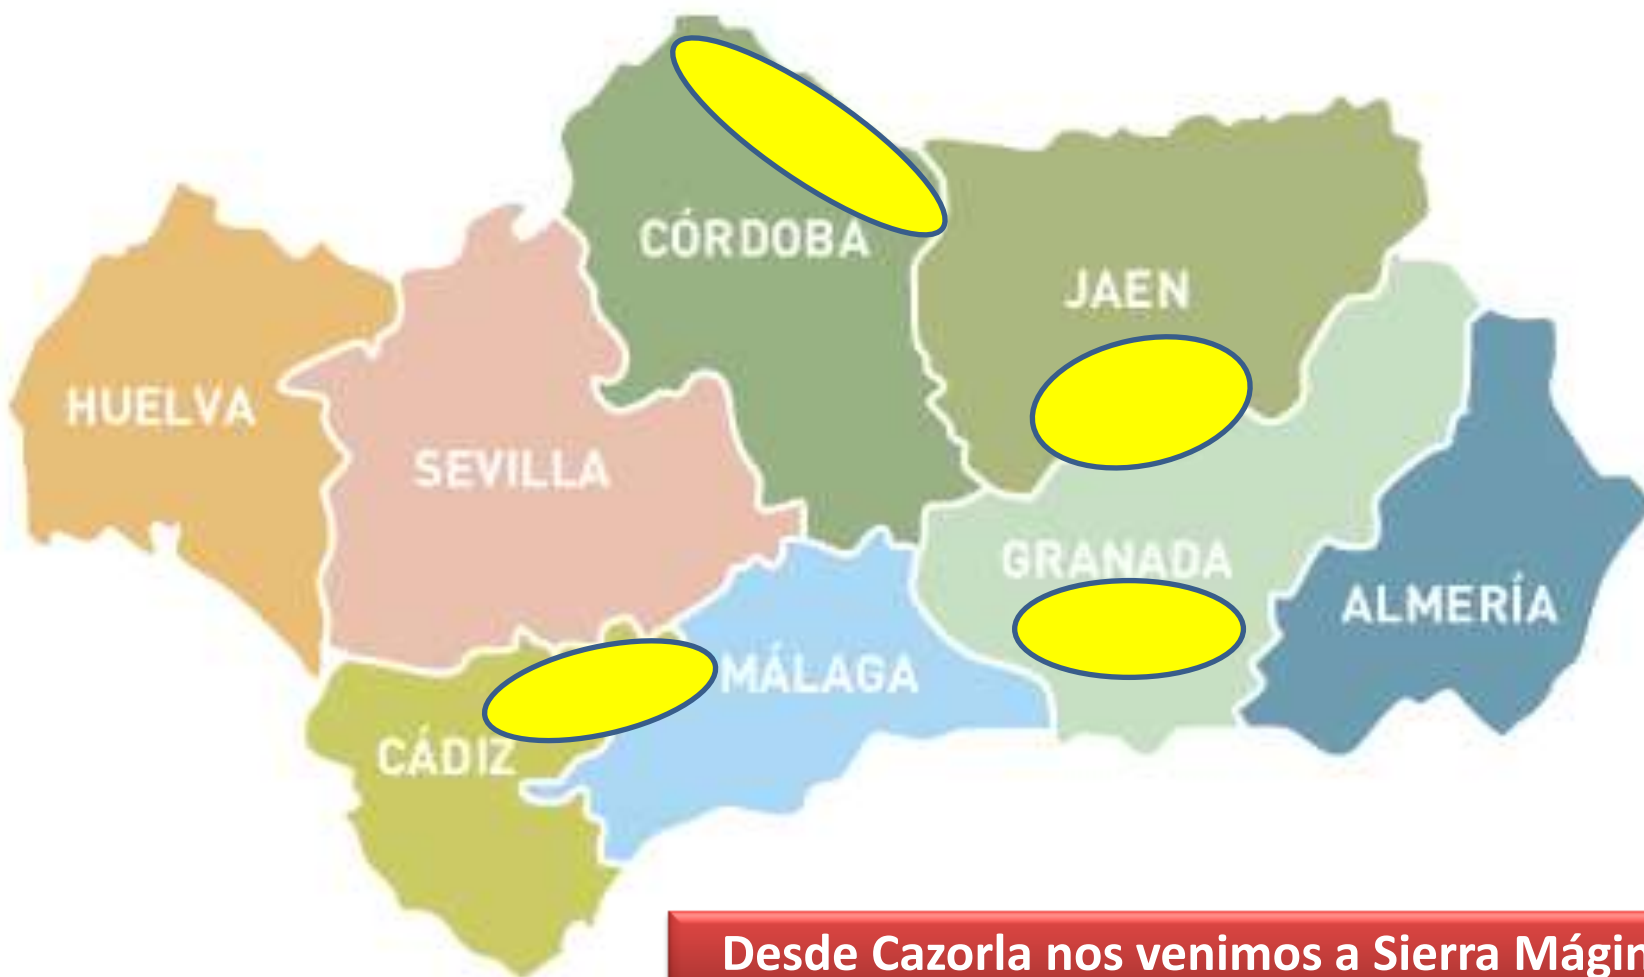 CÓRDOBA
JAEN
HUELVA
SEVILLA
GRANADA
ALMERÍA
MÁLAGA
CÁDIZ
Desde Cazorla nos venimos a Sierra Mágin